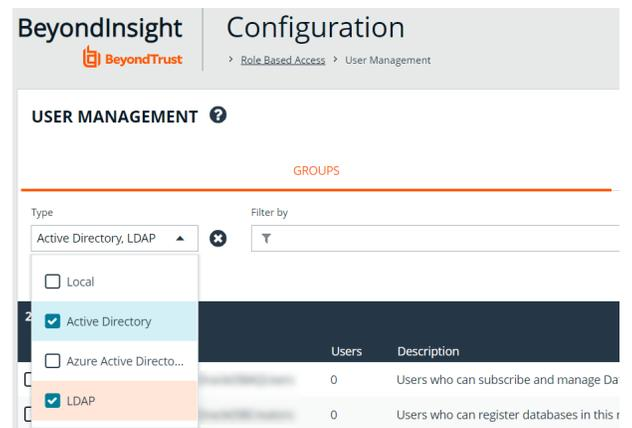 BeyondInsight
BeyondTrust
Configuration
> Role Based Access > User Management
USER MANAGEMENT ?
GROUPS
Type
Filter by
Active Directory, LDAP
Local
Active Directory
Azure Active Directo...
LDAP
2
Users Description
0 Users who can subscribe and manage Da
0 Users who can register databases in this